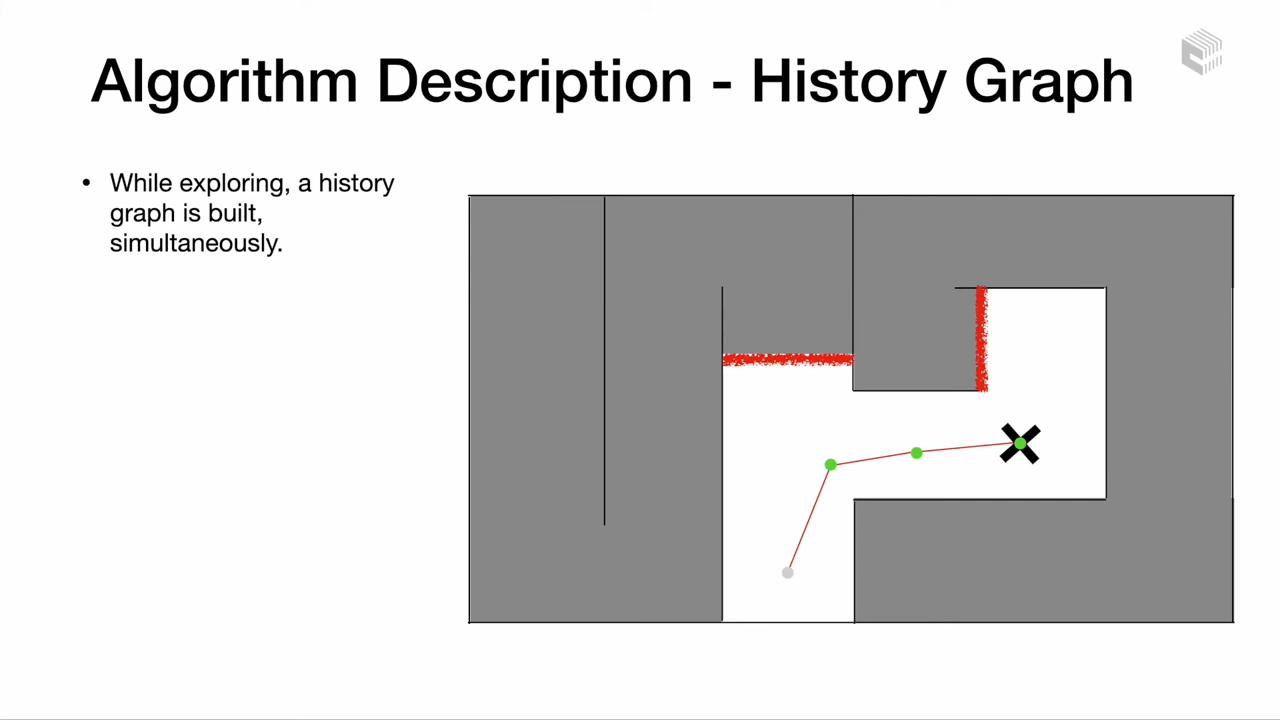 Algorithm Description - History Graph
• While exploring, a history
graph is built,
simultaneously.